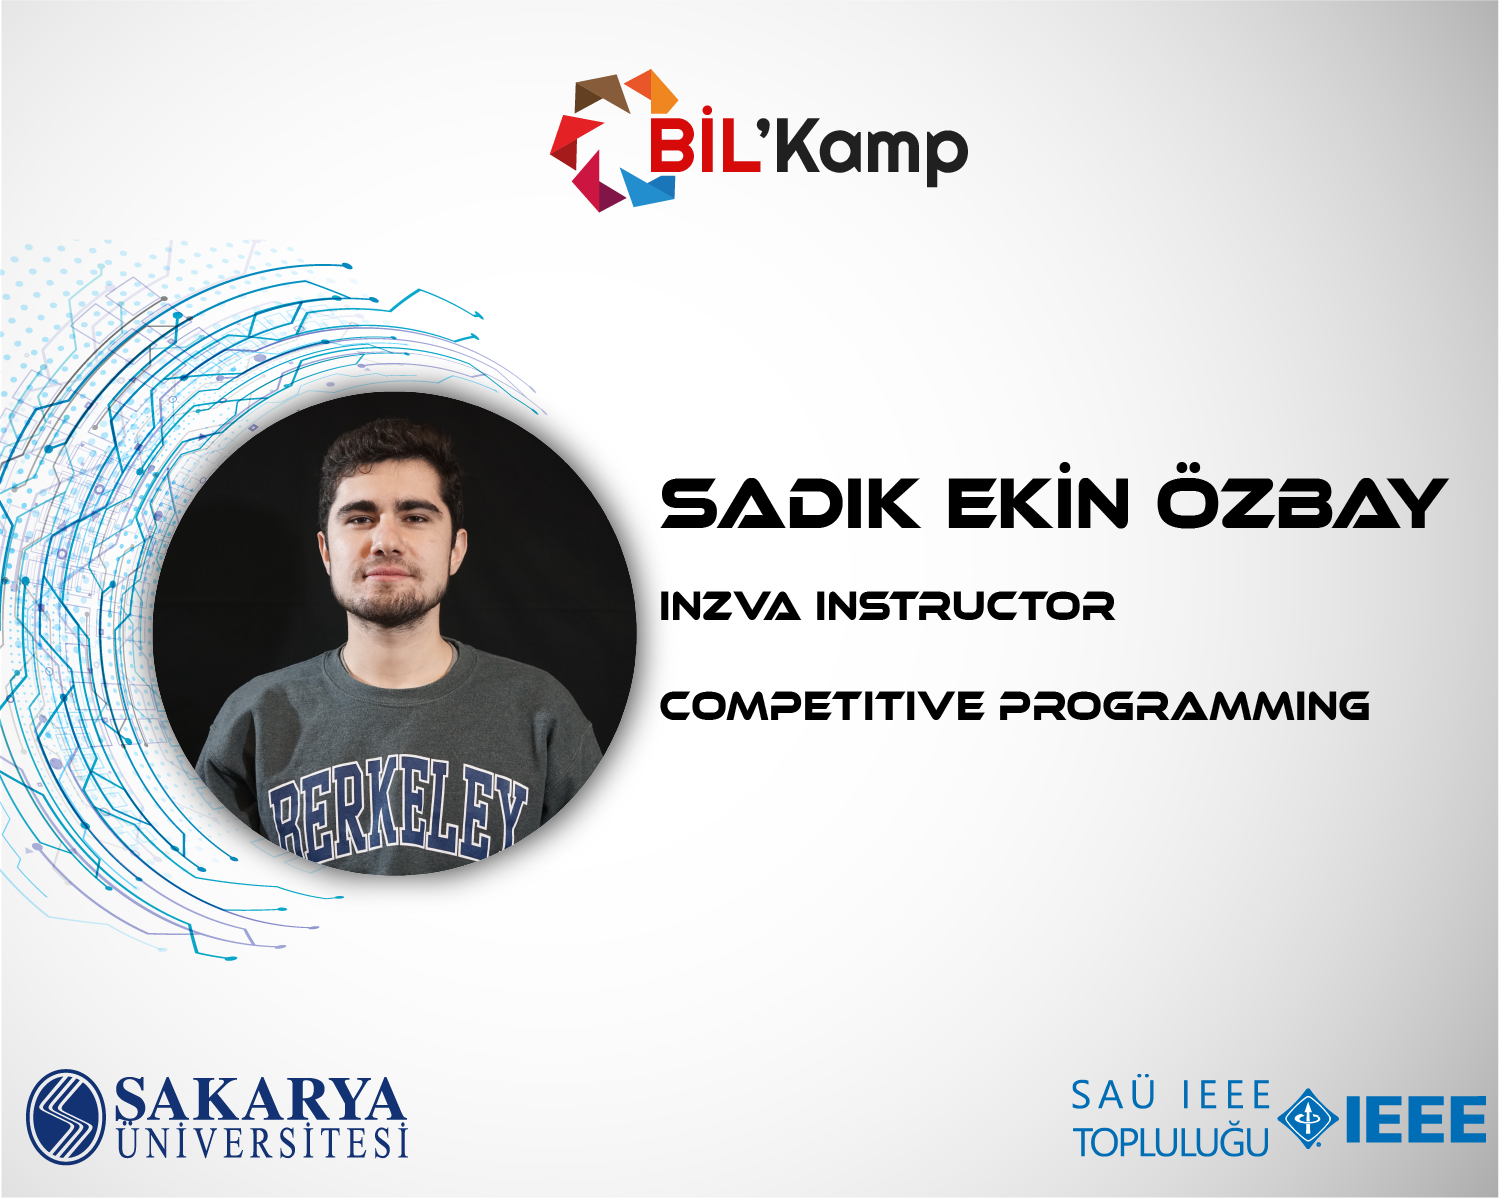 BİL’Kamp
SADIK EKİN ÖZBAY
INZVA INSTRUCTOR
COMPETITIVE PROGRAMMING
BERKELEY
SAKARYA
ÜNİVERSİTESİ
SAÜ IEEE
TOPLULUĞU
IEEE